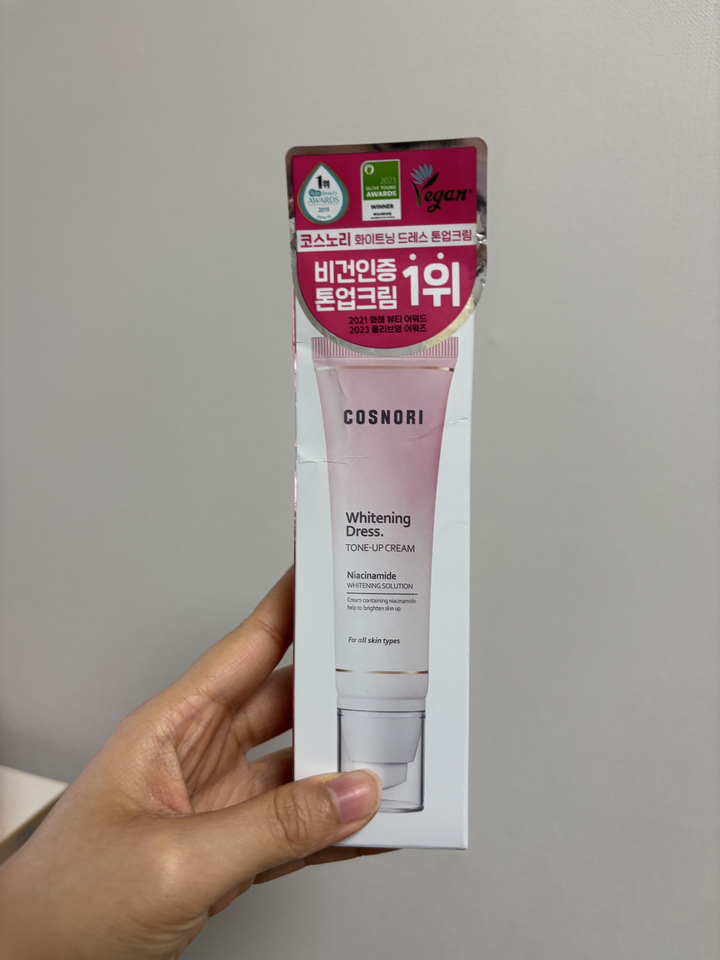 1위
AWARDS
2023
OLIVE YOUNG
AWARDS
WINNER
Vegan
코스노리 화이트닝 드레스 톤업크림
비건인증
톤업크림 1위
2021 화해 뷰티 어워드
2023 올리브영 어워즈
COSNORI
Whitening
Dress.
TONE-UP CREAM
Niacinamide
WHITENING SOLUTION
Cream containing niacinamide
help to brighten skin up
For all skin types